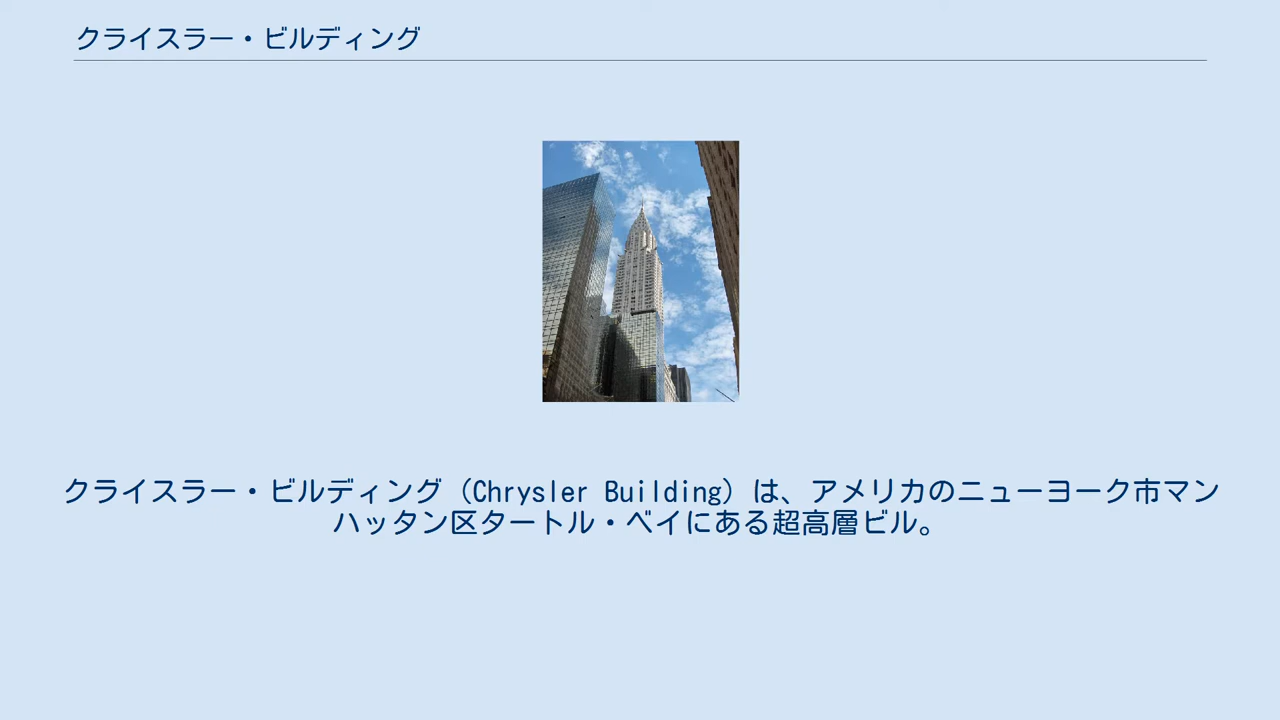 クライスラー・ビルディング
クライスラー・ビルディング（Chrysler Building）は、アメリカのニューヨーク市マン
ハッタン区タートル・ベイにある超高層ビル。